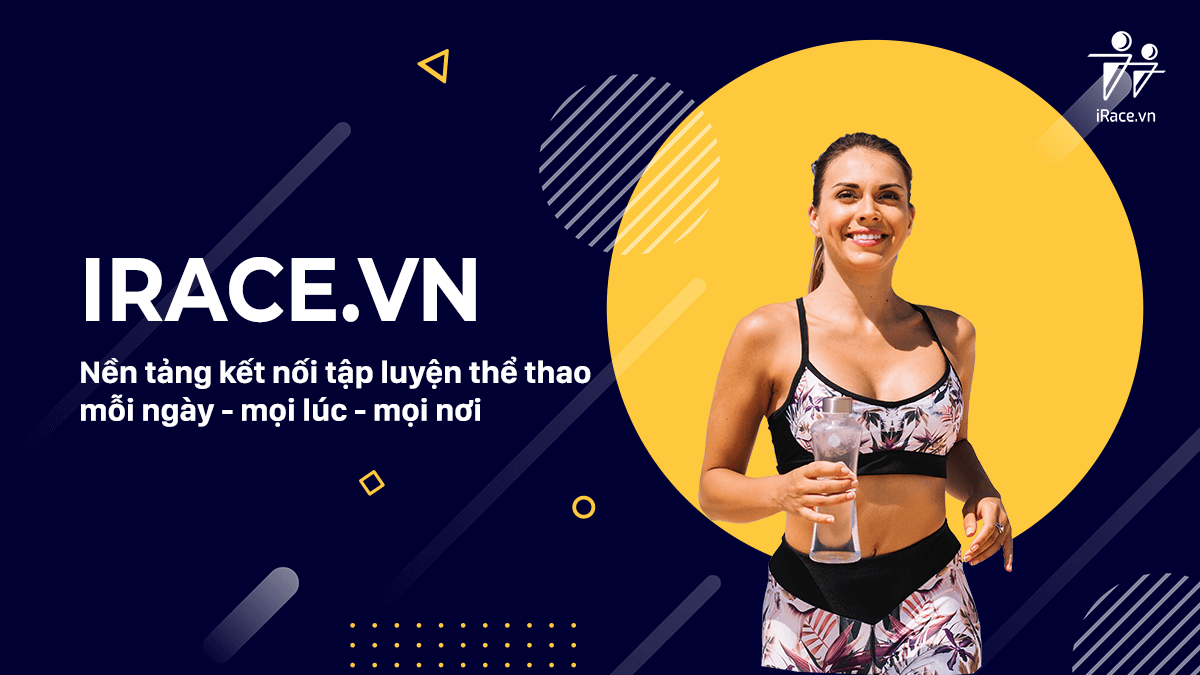 iRace.vn
IRACE.VN
Nền tảng kết nối tập luyện thể thao
mỗi ngày - mọi lúc - mọi nơi